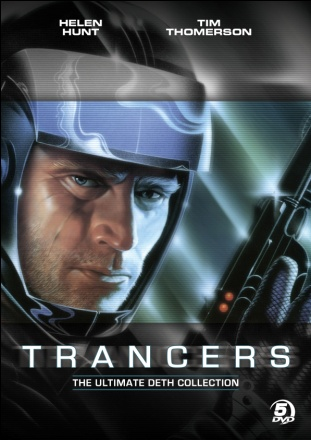 HELEN
HUNT
TIM
THOMERSON
TRANCERS
THE ULTIMATE DETH COLLECTION
5
DVD